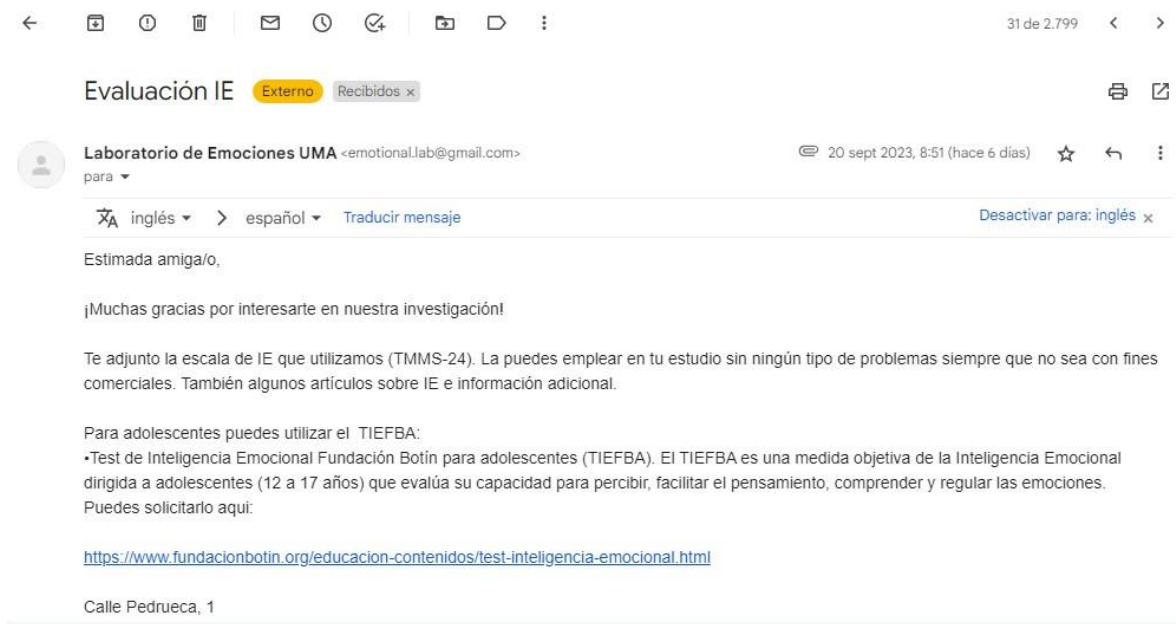 31 de 2.799
Evaluación IE Externo Recibidos ×
Laboratorio de Emociones UMA <emotional.lab@gmail.com> 20 sept 2023, 8:51 (hace 6 días)
para
inglés > español Traducir mensaje Desactivar para: inglés ×
Estimada amiga/o,
¡Muchas gracias por interesarte en nuestra investigación!
Te adjunto la escala de IE que utilizamos (TMMS-24). La puedes emplear en tu estudio sin ningún tipo de problemas siempre que no sea con fines
comerciales. También algunos artículos sobre IE e información adicional.
Para adolescentes puedes utilizar el TIEFBA:
•Test de Inteligencia Emocional Fundación Botín para adolescentes (TIEFBA). El TIEFBA es una medida objetiva de la Inteligencia Emocional
dirigida a adolescentes (12 a 17 años) que evalúa su capacidad para percibir, facilitar el pensamiento, comprender y regular las emociones.
Puedes solicitarlo aqui:
https://www.fundacionbotin.org/educacion-contenidos/test-inteligencia-emocional.html
Calle Pedrueca, 1